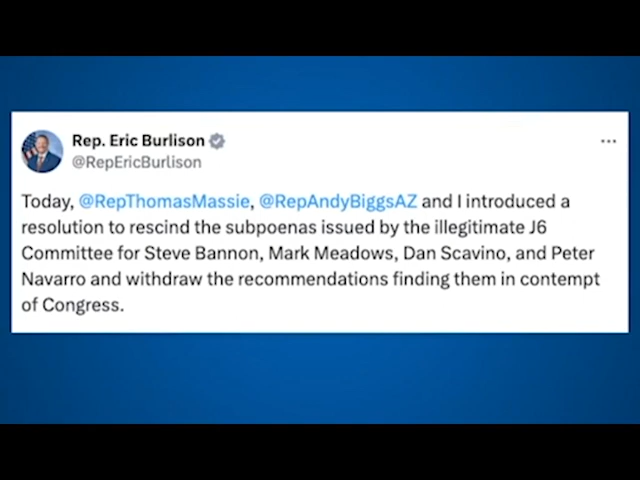 Rep. Eric Burlison
@RepEricBurlison
Today, @RepThomasMassie, @RepAndyBiggsAZ and I introduced a
resolution to rescind the subpoenas issued by the illegitimate J6
Committee for Steve Bannon, Mark Meadows, Dan Scavino, and Peter
Navarro and withdraw the recommendations finding them in contempt
of Congress.